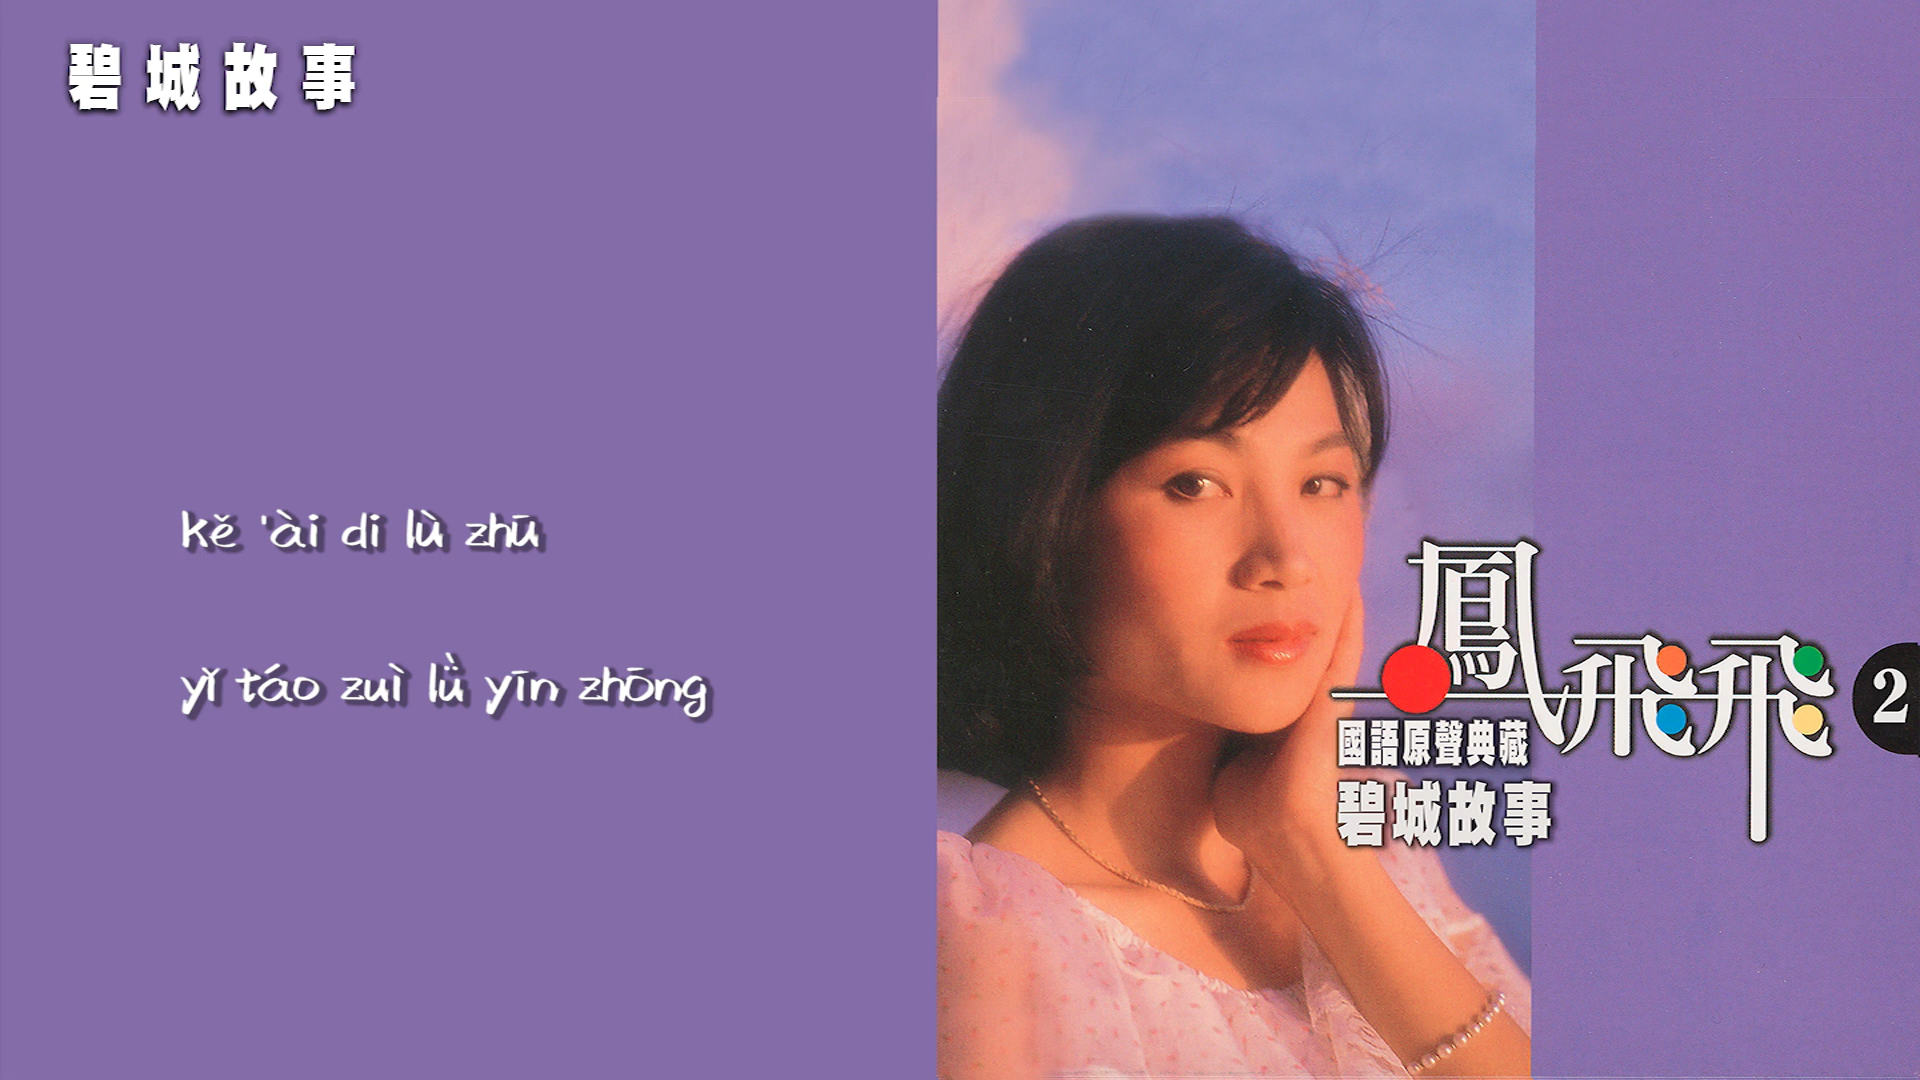 碧城故事
kě 'ài di lù zhū
yǐ táo zuì lǜ yīn zhōng
鳳飛飛 2
國語原聲典藏
碧城故事